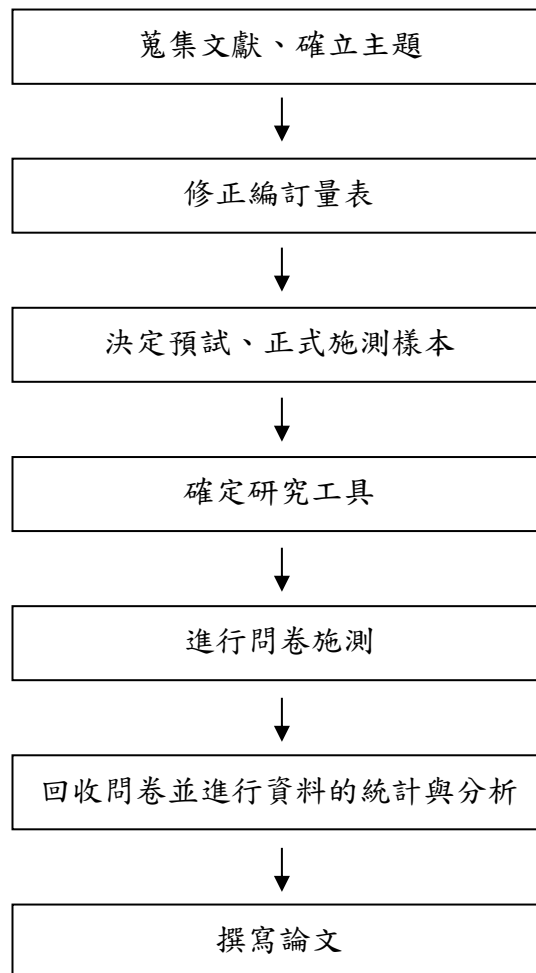 蒐集文獻、確立主題
修正編訂量表
決定預試、正式施測樣本
確定研究工具
進行問卷施測
回收問卷並進行資料的統計與分析
撰寫論文